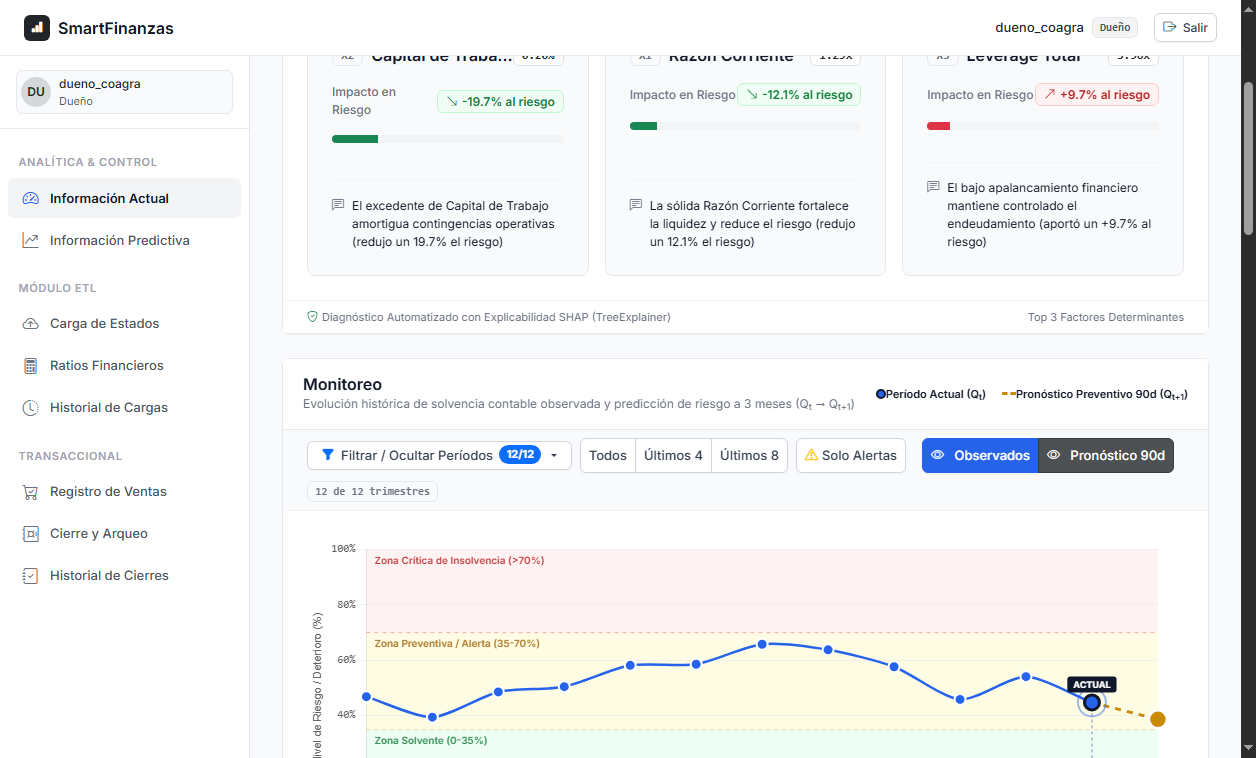 SmartFinanzas
dueno_coagra Dueño Salir
DU dueno_coagra
Dueño
ANALÍTICA & CONTROL
Información Actual
Información Predictiva
MÓDULO ETL
Carga de Estados
Ratios Financieros
Historial de Cargas
TRANSACCIONAL
Registro de Ventas
Cierre y Arqueo
Historial de Cierres
Capital de Traba...
Impacto en Riesgo
-19.7% al riesgo
El excedente de Capital de Trabajo
amortigua contingencias operativas
(redujo un 19.7% el riesgo)
X1 Razón Corriente
Impacto en Riesgo -12.1% al riesgo
La sólida Razón Corriente fortalece
la liquidez y reduce el riesgo (redujo
un 12.1% el riesgo)
Leverage Total
Impacto en Riesgo +9.7% al riesgo
El bajo apalancamiento financiero
mantiene controlado el
endeudamiento (aportó un +9.7% al
riesgo)
Diagnóstico Automatizado con Explicabilidad SHAP (TreeExplainer)
Top 3 Factores Determinantes
Monitoreo
Evolución histórica de solvencia contable observada y predicción de riesgo a 3 meses (Qt → Qt+1)
Período Actual (Qt) Pronóstico Preventivo 90d (Qt+1)
Filtrar / Ocultar Períodos 12/12
Todos Últimos 4 Últimos 8
Solo Alertas
Observados Pronóstico 90d
12 de 12 trimestres
100%
Zona Crítica de Insolvencia (>70%)
80%
Zona Preventiva / Alerta (35-70%)
60%
ACTUAL
40%
Zona Solvente (0-35%)
ivel de Riesgo / Deterioro (%)